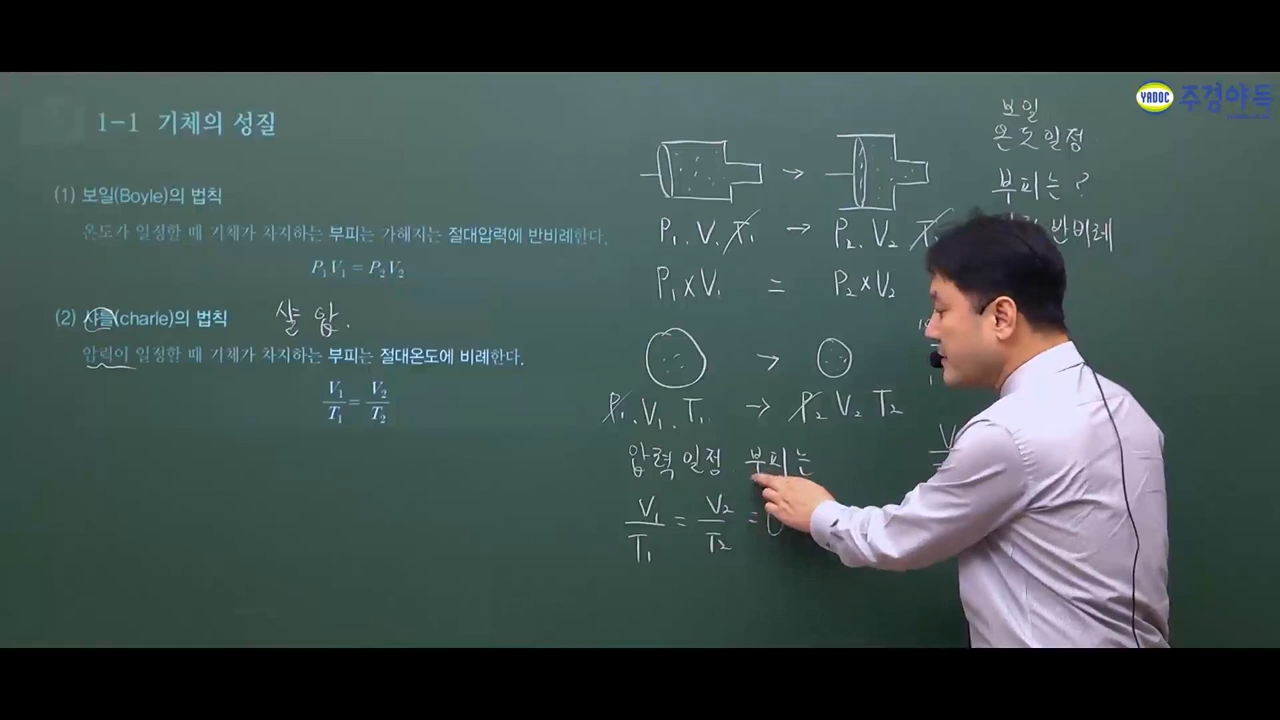 YADOC 주경야독
1-1 기체의 성질
(1) 보일(Boyle)의 법칙
온도가 일정할 때 기체가 차지하는 부피는 가해지는 절대압력에 반비례한다.
P₁V₁ = P₂V₂
(2) 샤를(charle)의 법칙
샬 압.
압력이 일정할 때 기체가 차지하는 부피는 절대온도에 비례한다.
V₁/T₁ = V₂/T₂
보일
온도일정
부피는?
반비례
P₁. V₁ T₁ → P₂. V₂ T
P₁×V₁ = P₂×V₂
P₁. V₁. T₁. → P₂ V₂ T₂
압력일정 부피는
V₁/T₁ = V₂/T₂ =
V